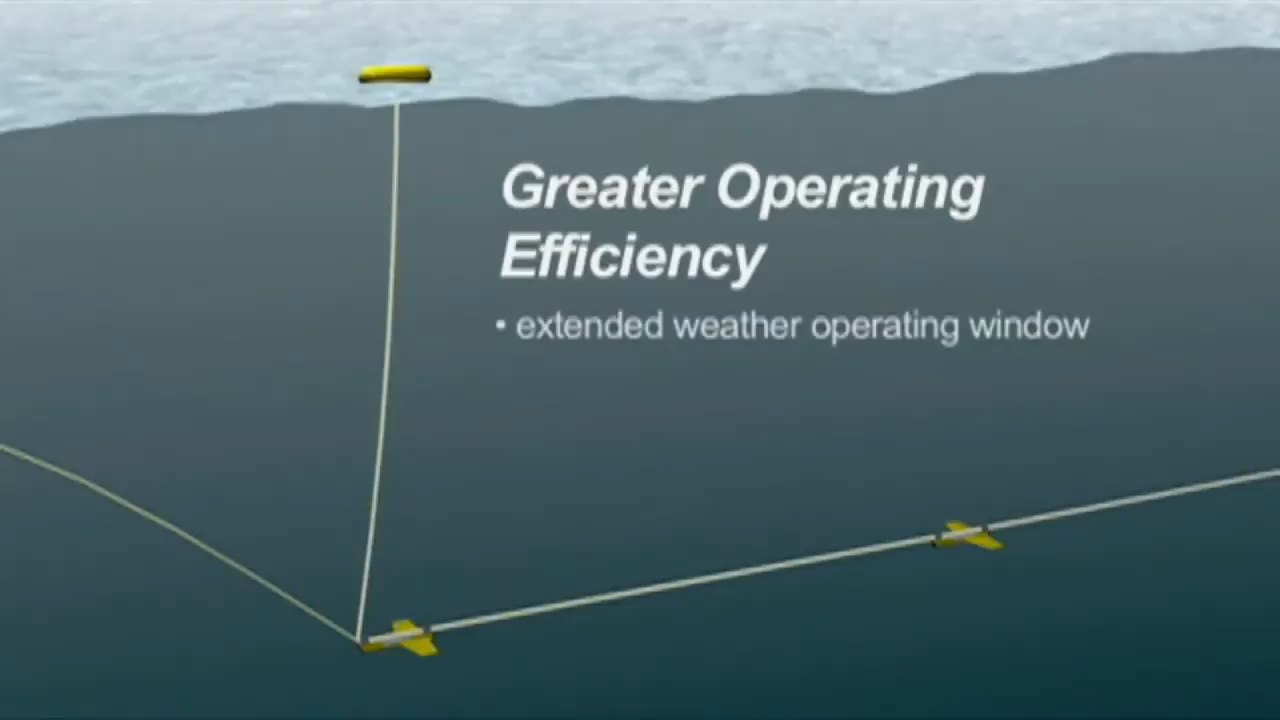 Greater Operating
Efficiency
• extended weather operating window